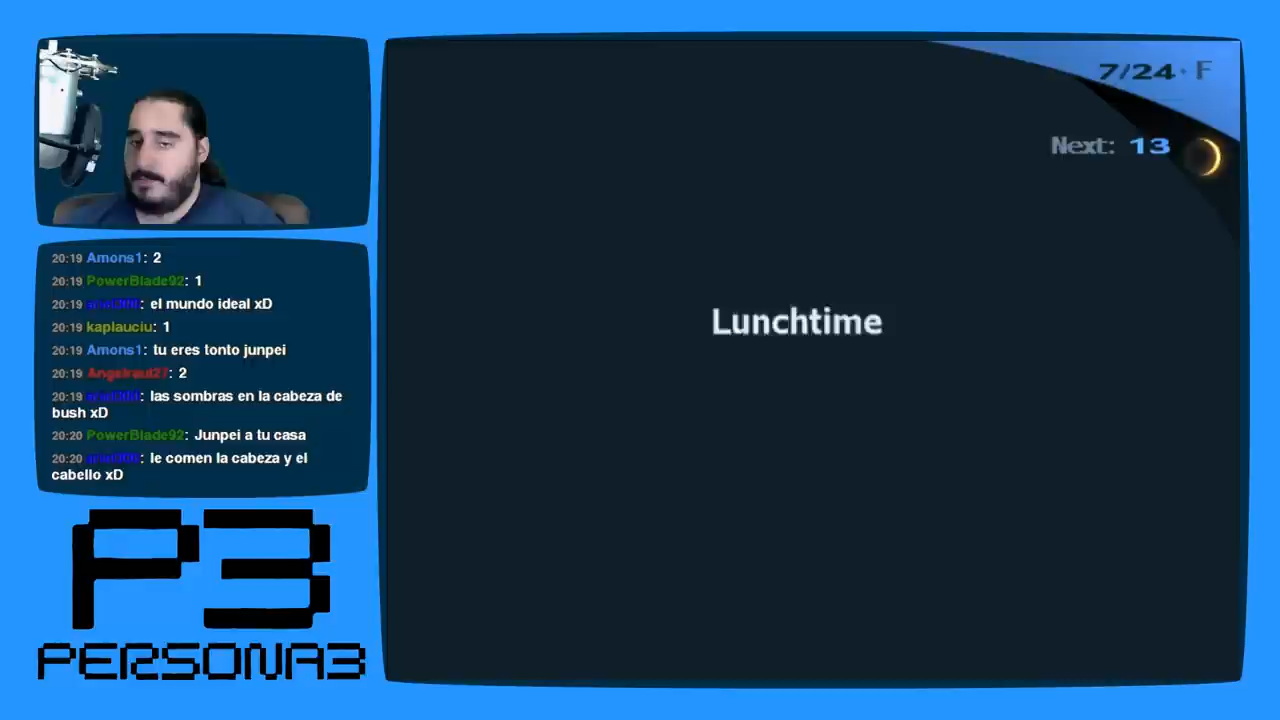 7/24 · F
Next: 13
Lunchtime
20:19 Amons1: 2
20:19 PowerBlade92: 1
20:19 : el mundo ideal xD
20:19 kaplauciu: 1
20:19 Amons1: tu eres tonto junpei
20:19 Angelraul27: 2
20:19 : las sombras en la cabeza de
bush xD
20:20 PowerBlade92: Junpei a tu casa
20:20 : le comen la cabeza y el
cabello xD
P3
PERSONA3